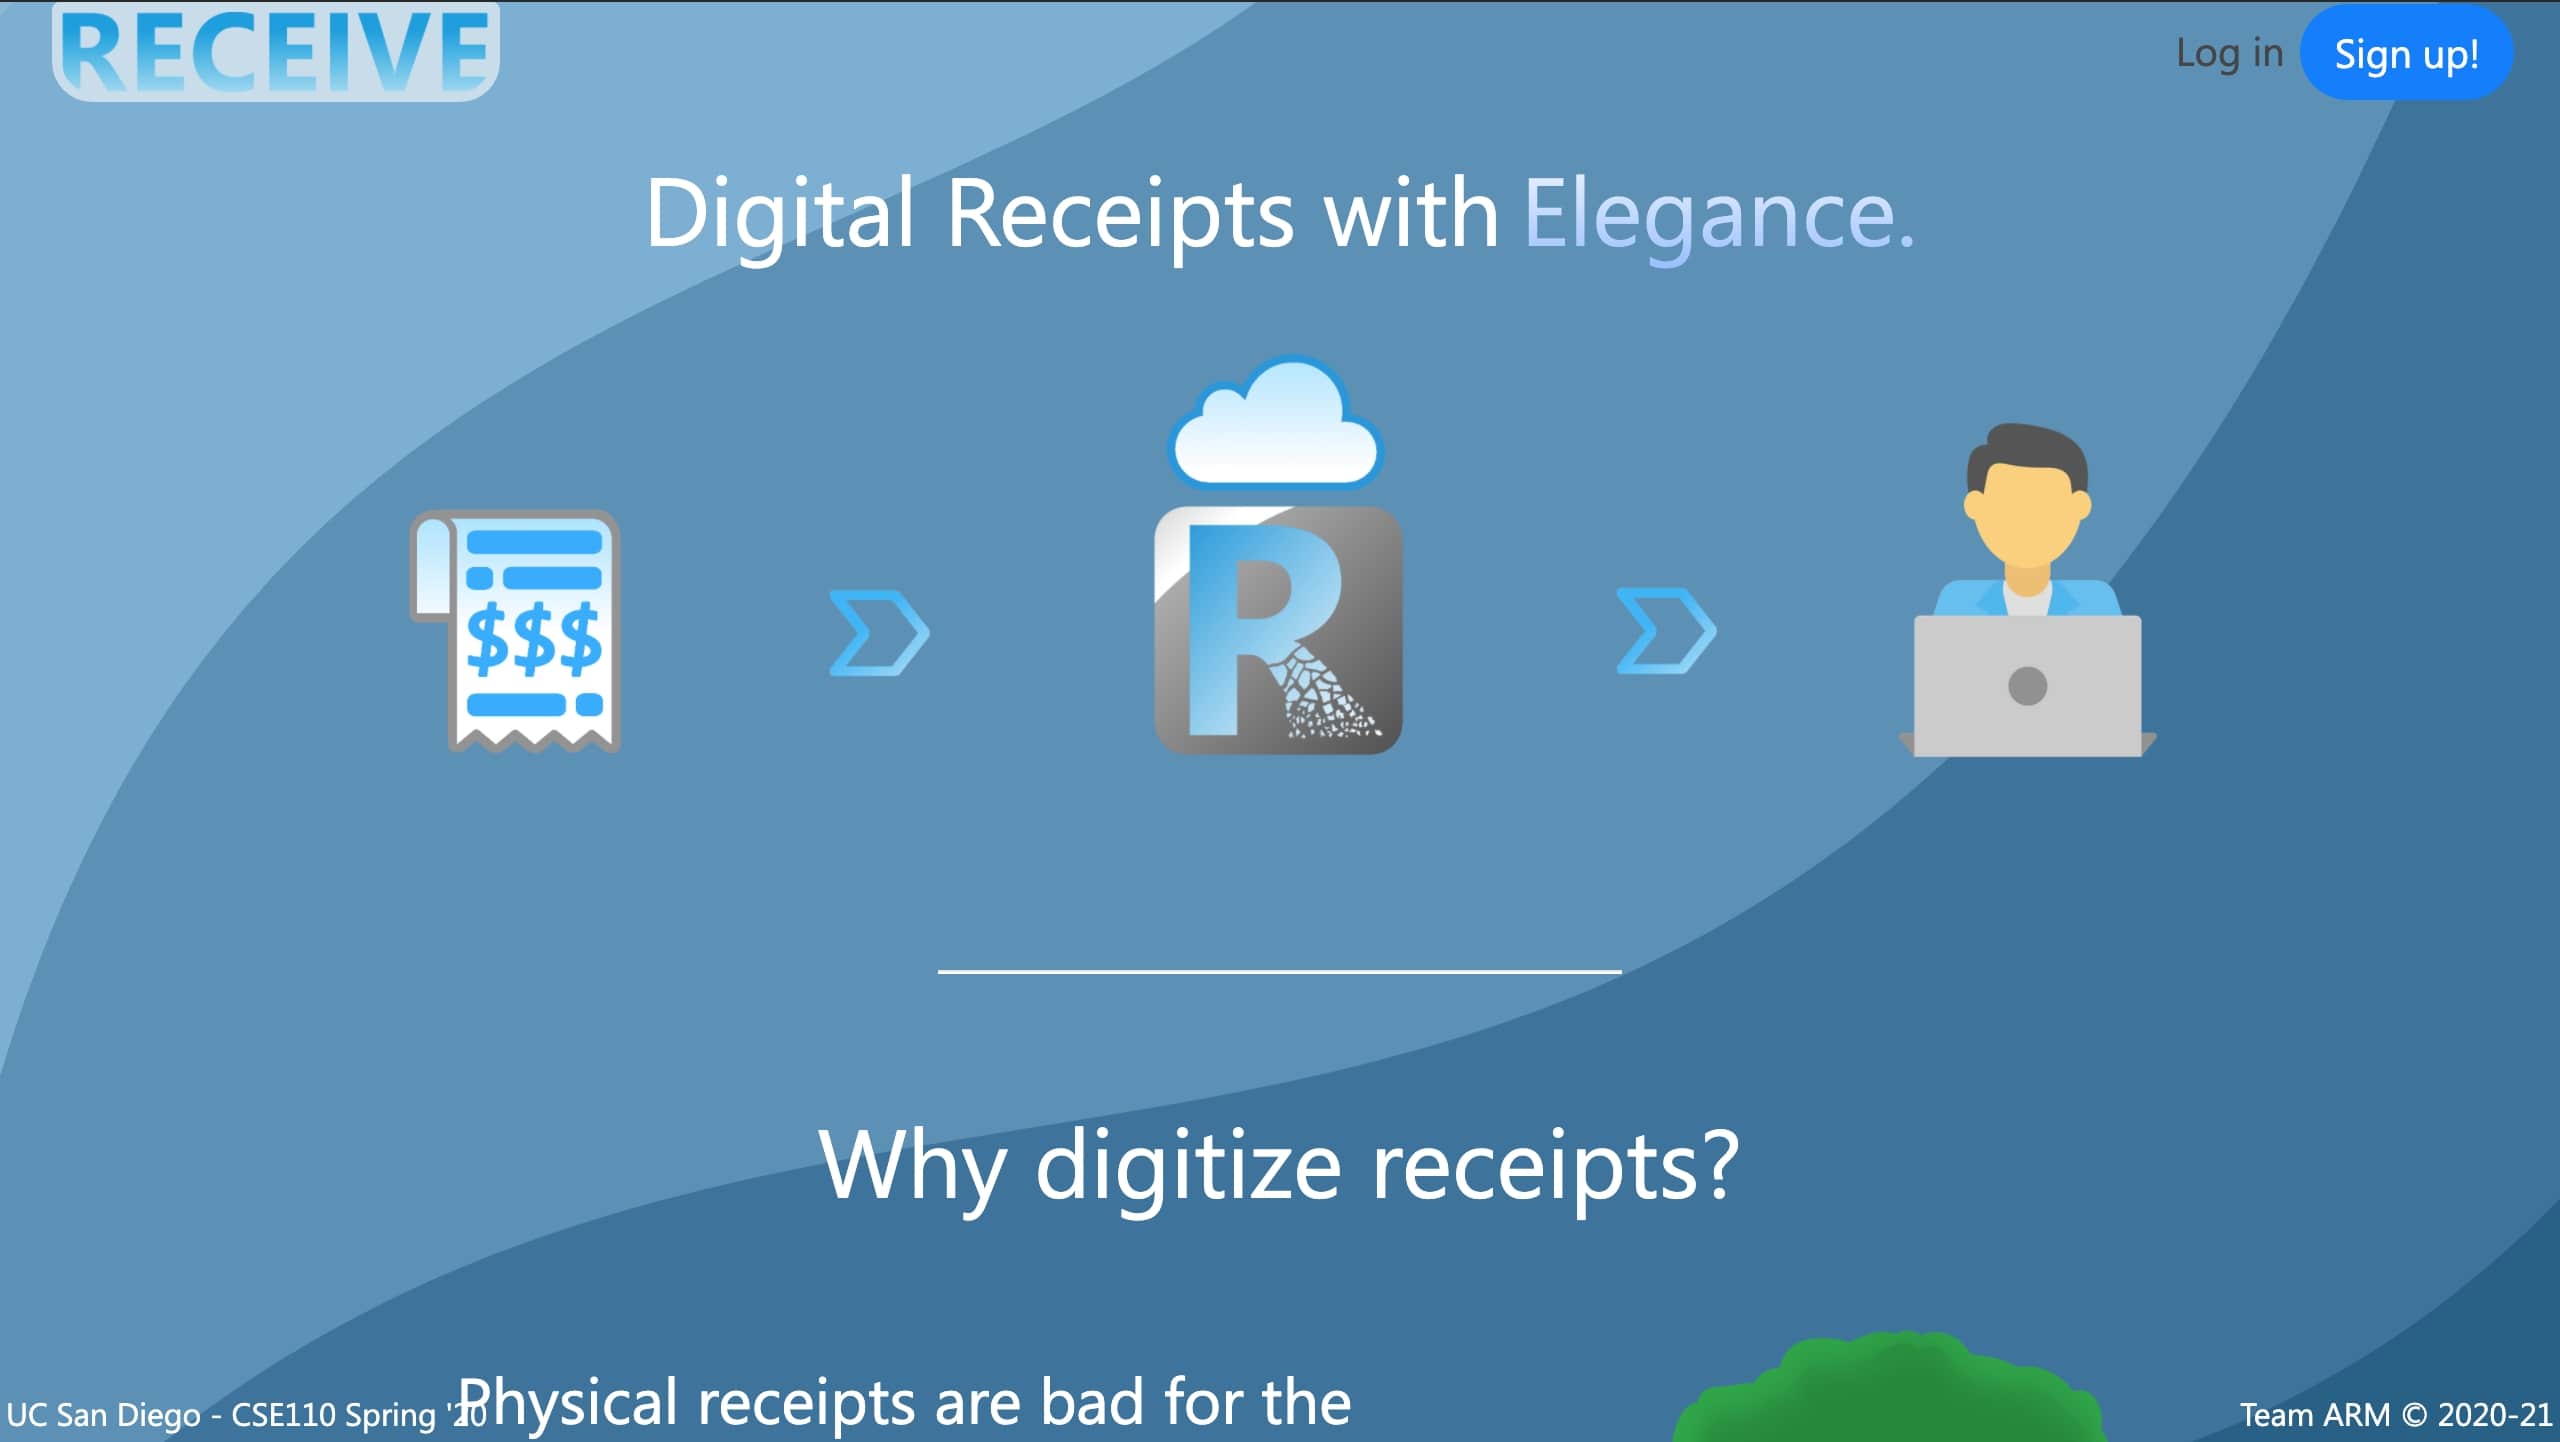 RECEIVE
Log in
Sign up!
Digital Receipts with Elegance.
$$$
R
Why digitize receipts?
Physical receipts are bad for the
UC San Diego - CSE110 Spring '20
Team ARM © 2020-21